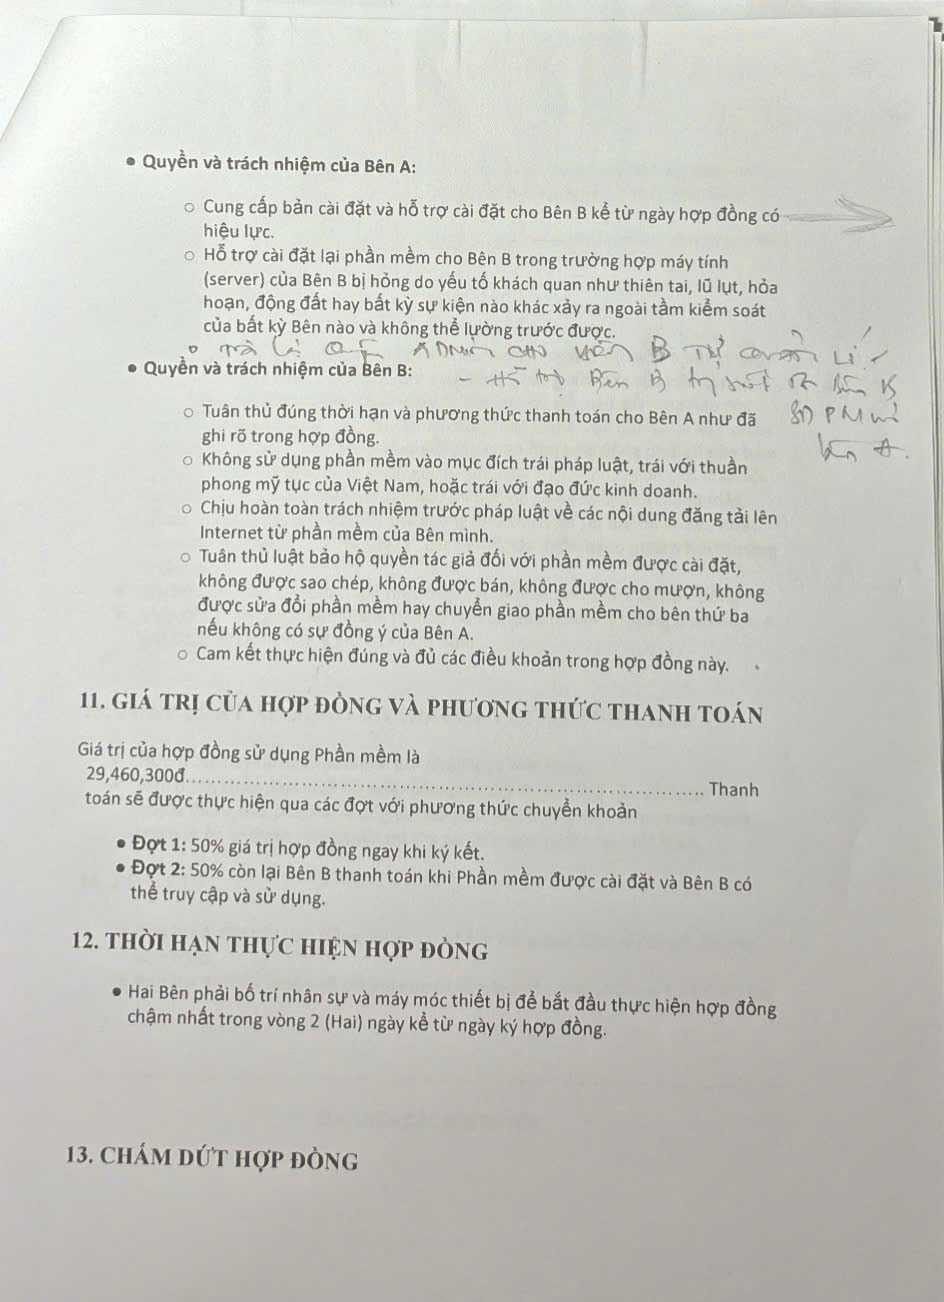 ● Quyền và trách nhiệm của Bên A:
○ Cung cấp bản cài đặt và hỗ trợ cài đặt cho Bên B kể từ ngày hợp đồng có
hiệu lực.
○ Hỗ trợ cài đặt lại phần mềm cho Bên B trong trường hợp máy tính
(server) của Bên B bị hỏng do yếu tố khách quan như thiên tai, lũ lụt, hỏa
hoạn, động đất hay bất kỳ sự kiện nào khác xảy ra ngoài tầm kiểm soát
của bất kỳ Bên nào và không thể lường trước được.
ADMIN CHO BÊN B TỰ QUẢN LÍ
● Quyền và trách nhiệm của Bên B:
- Hỗ trợ Bên B
○ Tuân thủ đúng thời hạn và phương thức thanh toán cho Bên A như đã
PM
ghi rõ trong hợp đồng.
bên A.
○ Không sử dụng phần mềm vào mục đích trái pháp luật, trái với thuần
phong mỹ tục của Việt Nam, hoặc trái với đạo đức kinh doanh.
○ Chịu hoàn toàn trách nhiệm trước pháp luật về các nội dung đăng tải lên
Internet từ phần mềm của Bên mình.
○ Tuân thủ luật bảo hộ quyền tác giả đối với phần mềm được cài đặt,
không được sao chép, không được bán, không được cho mượn, không
được sửa đổi phần mềm hay chuyển giao phần mềm cho bên thứ ba
nếu không có sự đồng ý của Bên A.
○ Cam kết thực hiện đúng và đủ các điều khoản trong hợp đồng này.
11. GIÁ TRỊ CỦA HỢP ĐỒNG VÀ PHƯƠNG THỨC THANH TOÁN
Giá trị của hợp đồng sử dụng Phần mềm là
29,460,300đ................................................................................ Thanh
toán sẽ được thực hiện qua các đợt với phương thức chuyển khoản
● Đợt 1: 50% giá trị hợp đồng ngay khi ký kết.
● Đợt 2: 50% còn lại Bên B thanh toán khi Phần mềm được cài đặt và Bên B có
thể truy cập và sử dụng.
12. THỜI HẠN THỰC HIỆN HỢP ĐỒNG
● Hai Bên phải bố trí nhân sự và máy móc thiết bị để bắt đầu thực hiện hợp đồng
chậm nhất trong vòng 2 (Hai) ngày kể từ ngày ký hợp đồng.
13. CHẤM DỨT HỢP ĐỒNG